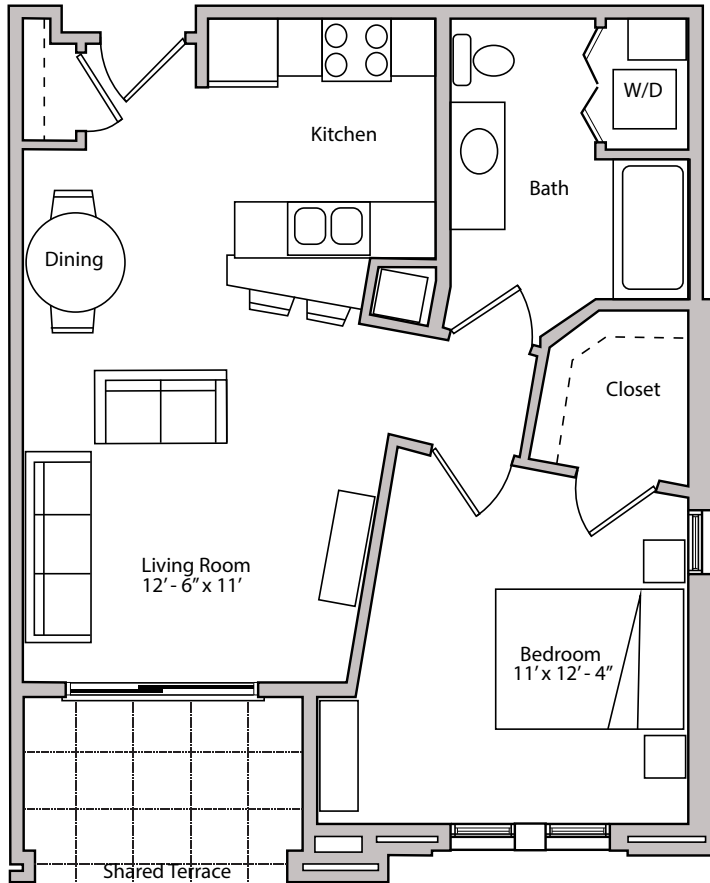 W/D
Kitchen
Bath
Dining
Closet
Living Room
12' - 6" x 11'
Bedroom
11' x 12' - 4"
Shared Terrace